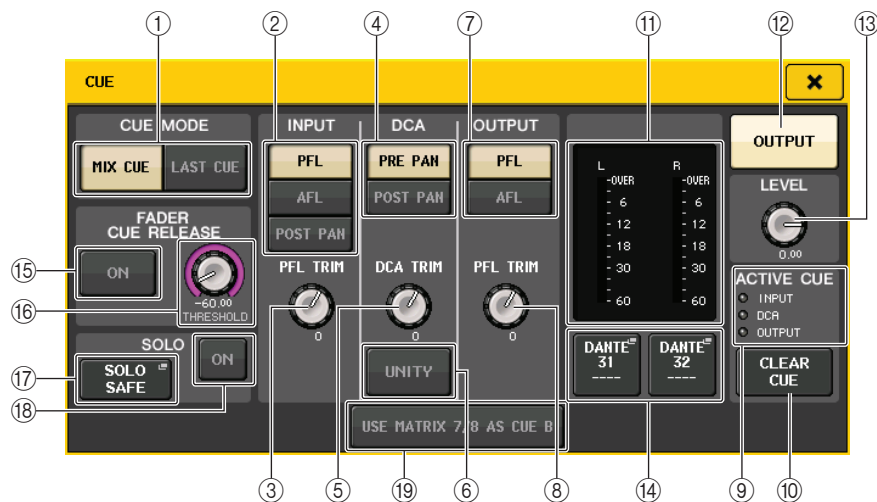 ① ② ④ ⑦ ⑪ ⑫ ⑬
CUE
×
CUE MODE
MIX CUE LAST CUE
FADER
CUE RELEASE
ON
-60.00
THRESHOLD
SOLO
SOLO
SAFE
ON
INPUT
PFL
AFL
POST PAN
PFL TRIM
0
DCA
PRE PAN
POST PAN
DCA TRIM
0
UNITY
OUTPUT
PFL
AFL
PFL TRIM
0
USE MATRIX 7/8 AS CUE B
L R
-OVER -OVER
- 6 - 6
- 12 - 12
- 18 - 18
- 30 - 30
- 60 - 60
DANTE
31
----
DANTE
32
----
OUTPUT
LEVEL
0.00
ACTIVE CUE
INPUT
DCA
OUTPUT
CLEAR
CUE
⑮
⑯
⑰
⑱
③ ⑤ ⑲ ⑥ ⑧ ⑭ ⑨ ⑩